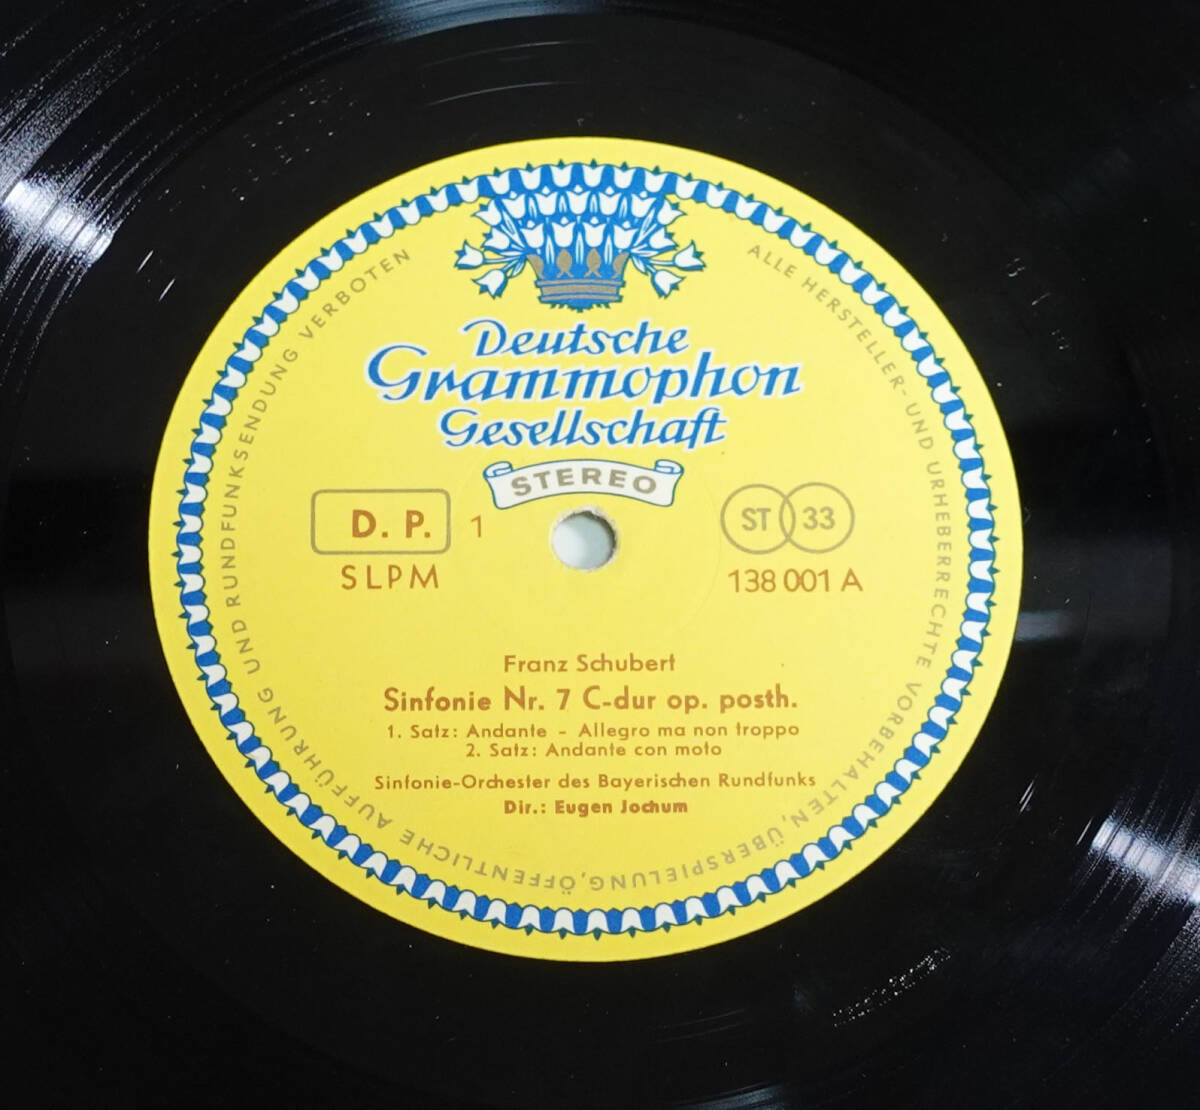 Deutsche
Grammophon
Gesellschaft
STEREO
D. P. 1
SLPM
ST 33
138 001 A
Franz Schubert
Sinfonie Nr. 7 C-dur op. posth.
1. Satz: Andante – Allegro ma non troppo
2. Satz: Andante con moto
Sinfonie-Orchester des Bayerischen Rundfunks
Dir.: Eugen Jochum
ALLE HERSTELLER- UND URHEBERRECHTE VORBEHALTEN, ÜBERSPIELUNG, ÖFFENTLICHE AUFFÜHRUNG UND RUNDFUNKSENDUNG VERBOTEN